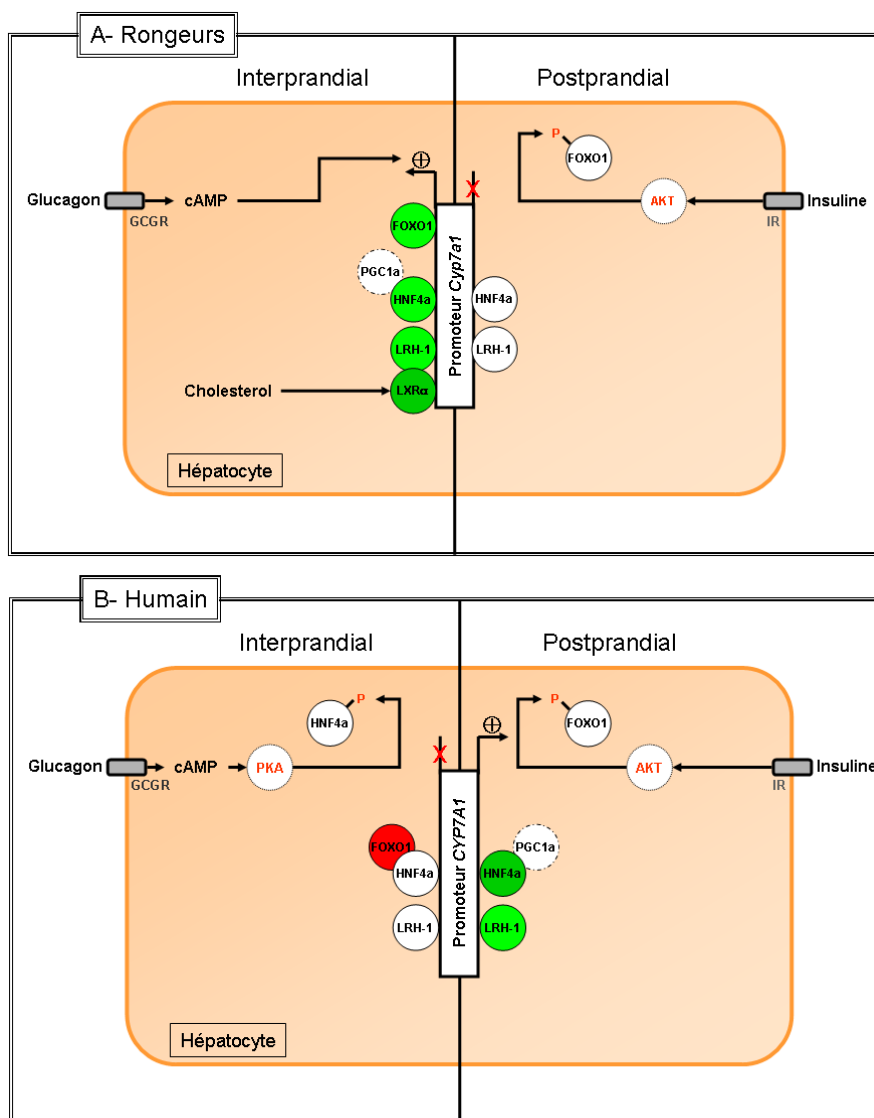 A- Rongeurs
Interprandial
Postprandial
P
FOXO1
Glucagon
GCGR
cAMP
AKT
IR
Insuline
FOXO1
PGC1a
HNF4a
LRH-1
LXRα
Cholesterol
Promoteur Cyp7a1
HNF4a
LRH-1
Hépatocyte
B- Humain
Interprandial
Postprandial
HNF4a
P
P
FOXO1
Glucagon
GCGR
cAMP
PKA
AKT
IR
Insuline
FOXO1
HNF4a
LRH-1
Promoteur CYP7A1
PGC1a
HNF4a
LRH-1
Hépatocyte